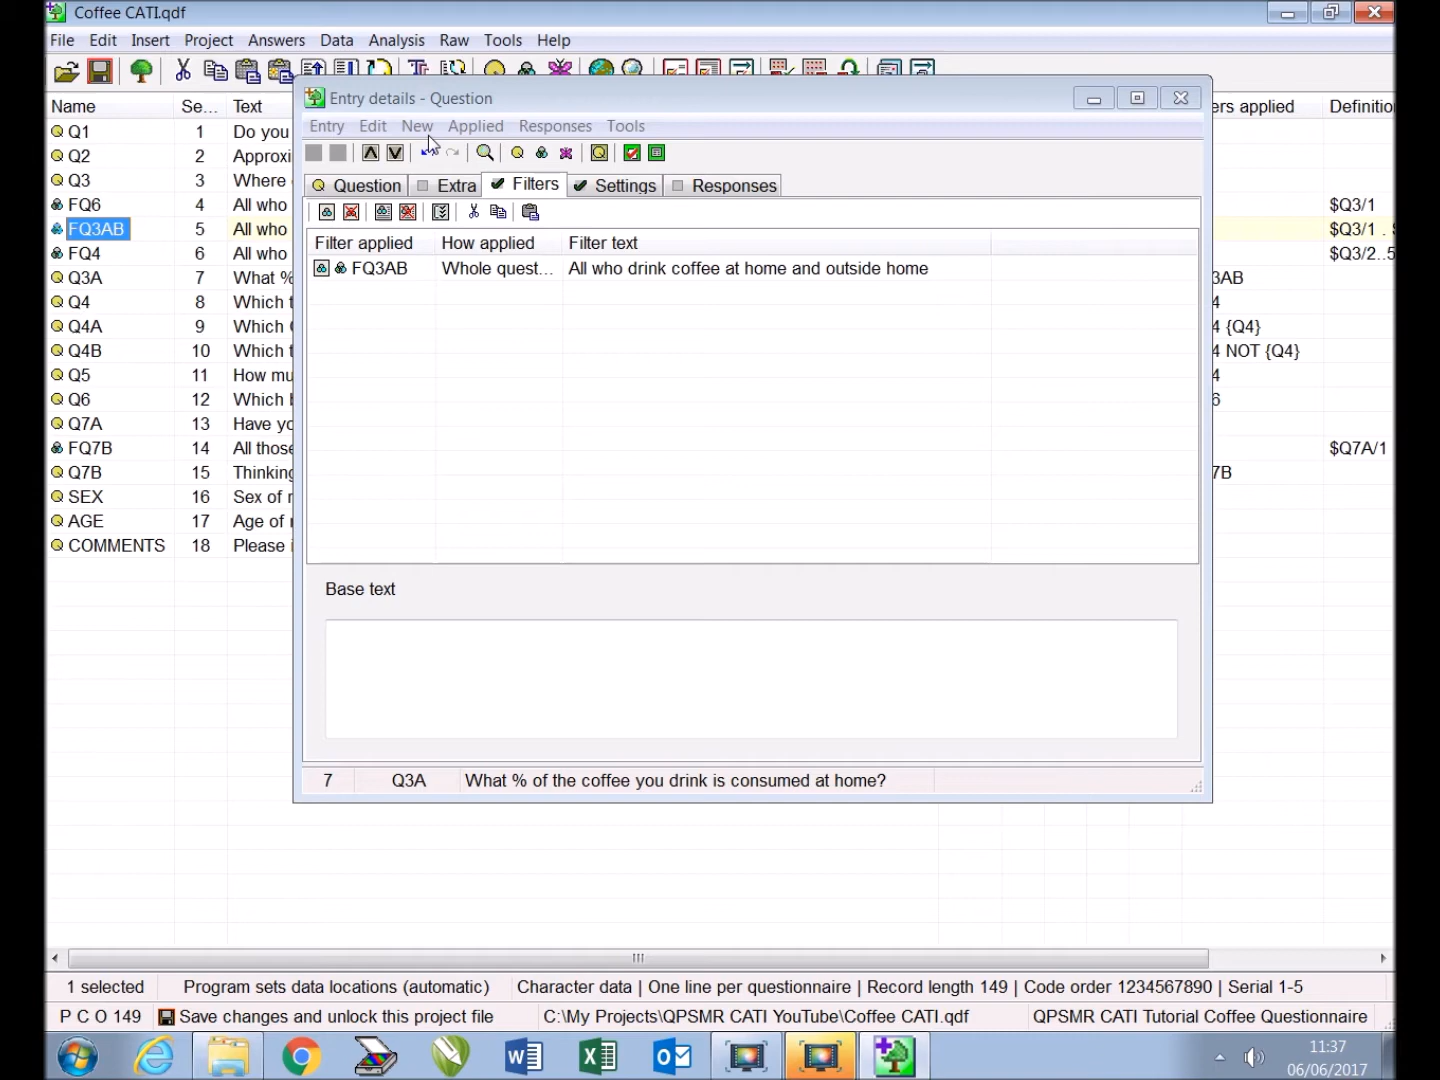 Coffee CATI.qdf
File Edit Insert Project Answers Data Analysis Raw Tools Help
Name Se... Text ers applied Definition
Q1 1 Do you
Q2 2 Approxi
Q3 3 Where
FQ6 4 All who $Q3/1
FQ3AB 5 All who $Q3/1 .
FQ4 6 All who $Q3/2..5
Q3A 7 What % 3AB
Q4 8 Which t 4
Q4A 9 Which 4 {Q4}
Q4B 10 Which t 4 NOT {Q4}
Q5 11 How mu 4
Q6 12 Which b 6
Q7A 13 Have yo
FQ7B 14 All those $Q7A/1
Q7B 15 Thinking 7B
SEX 16 Sex of r
AGE 17 Age of r
COMMENTS 18 Please i
Entry details - Question
Entry Edit New Applied Responses Tools
Question Extra Filters Settings Responses
Filter applied How applied Filter text
FQ3AB Whole quest... All who drink coffee at home and outside home
Base text
7 Q3A What % of the coffee you drink is consumed at home?
1 selected Program sets data locations (automatic) Character data | One line per questionnaire | Record length 149 | Code order 1234567890 | Serial 1-5
P C O 149 Save changes and unlock this project file C:\My Projects\QPSMR CATI YouTube\Coffee CATI.qdf QPSMR CATI Tutorial Coffee Questionnaire
11:37
06/06/2017